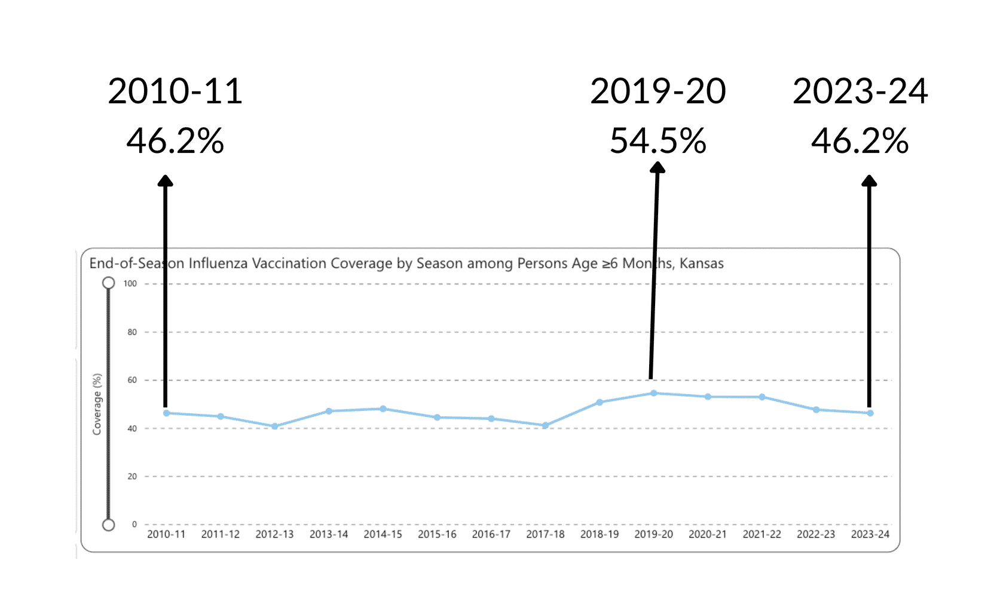 2010-11 2019-20 2023-24
46.2% 54.5% 46.2%
End-of-Season Influenza Vaccination Coverage by Season among Persons Age ≥6 Months, Kansas
100
80
60
40
20
0
Coverage (%)
2010-11 2011-12 2012-13 2013-14 2014-15 2015-16 2016-17 2017-18 2018-19 2019-20 2020-21 2021-22 2022-23 2023-24